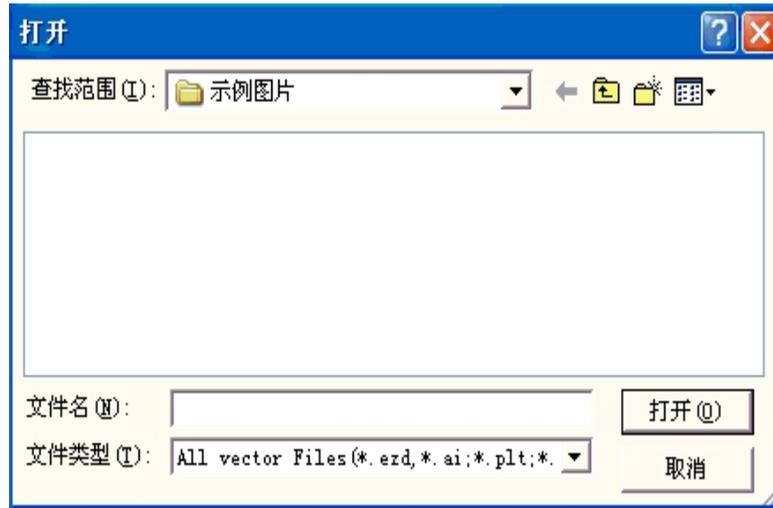 打开
查找范围(I): 示例图片
文件名(N):
打开(O)
文件类型(T): All vector Files(*.ezd,*.ai;*.plt;*.
取消